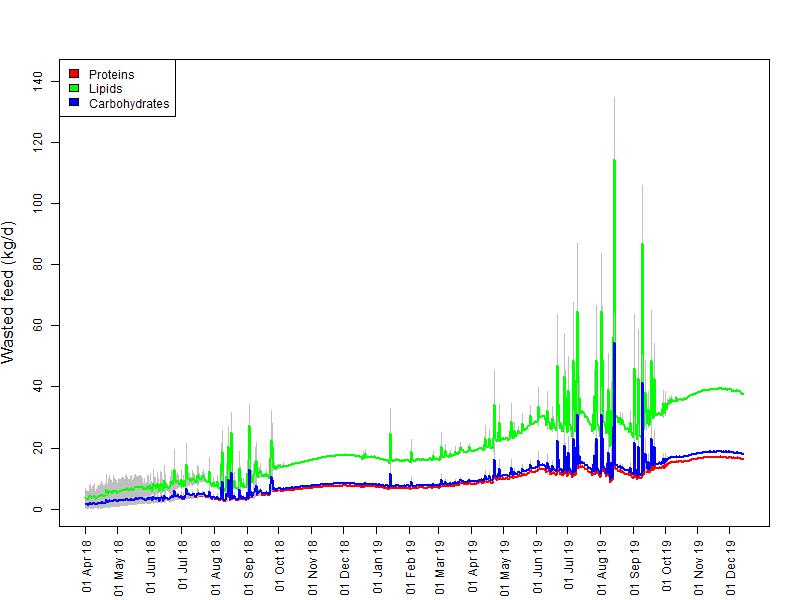 Proteins
Lipids
Carbohydrates
Wasted feed (kg/d)
140
120
100
80
60
40
20
0
01 Apr 18
01 May 18
01 Jun 18
01 Jul 18
01 Aug 18
01 Sep 18
01 Oct 18
01 Nov 18
01 Dec 18
01 Jan 19
01 Feb 19
01 Mar 19
01 Apr 19
01 May 19
01 Jun 19
01 Jul 19
01 Aug 19
01 Sep 19
01 Oct 19
01 Nov 19
01 Dec 19